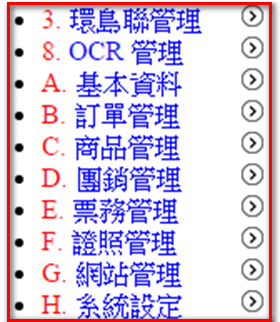 3. 環島聯管理
8. OCR 管理
A. 基本資料
B. 訂單管理
C. 商品管理
D. 團銷管理
E. 票務管理
F. 證照管理
G. 網站管理
H. 系統設定